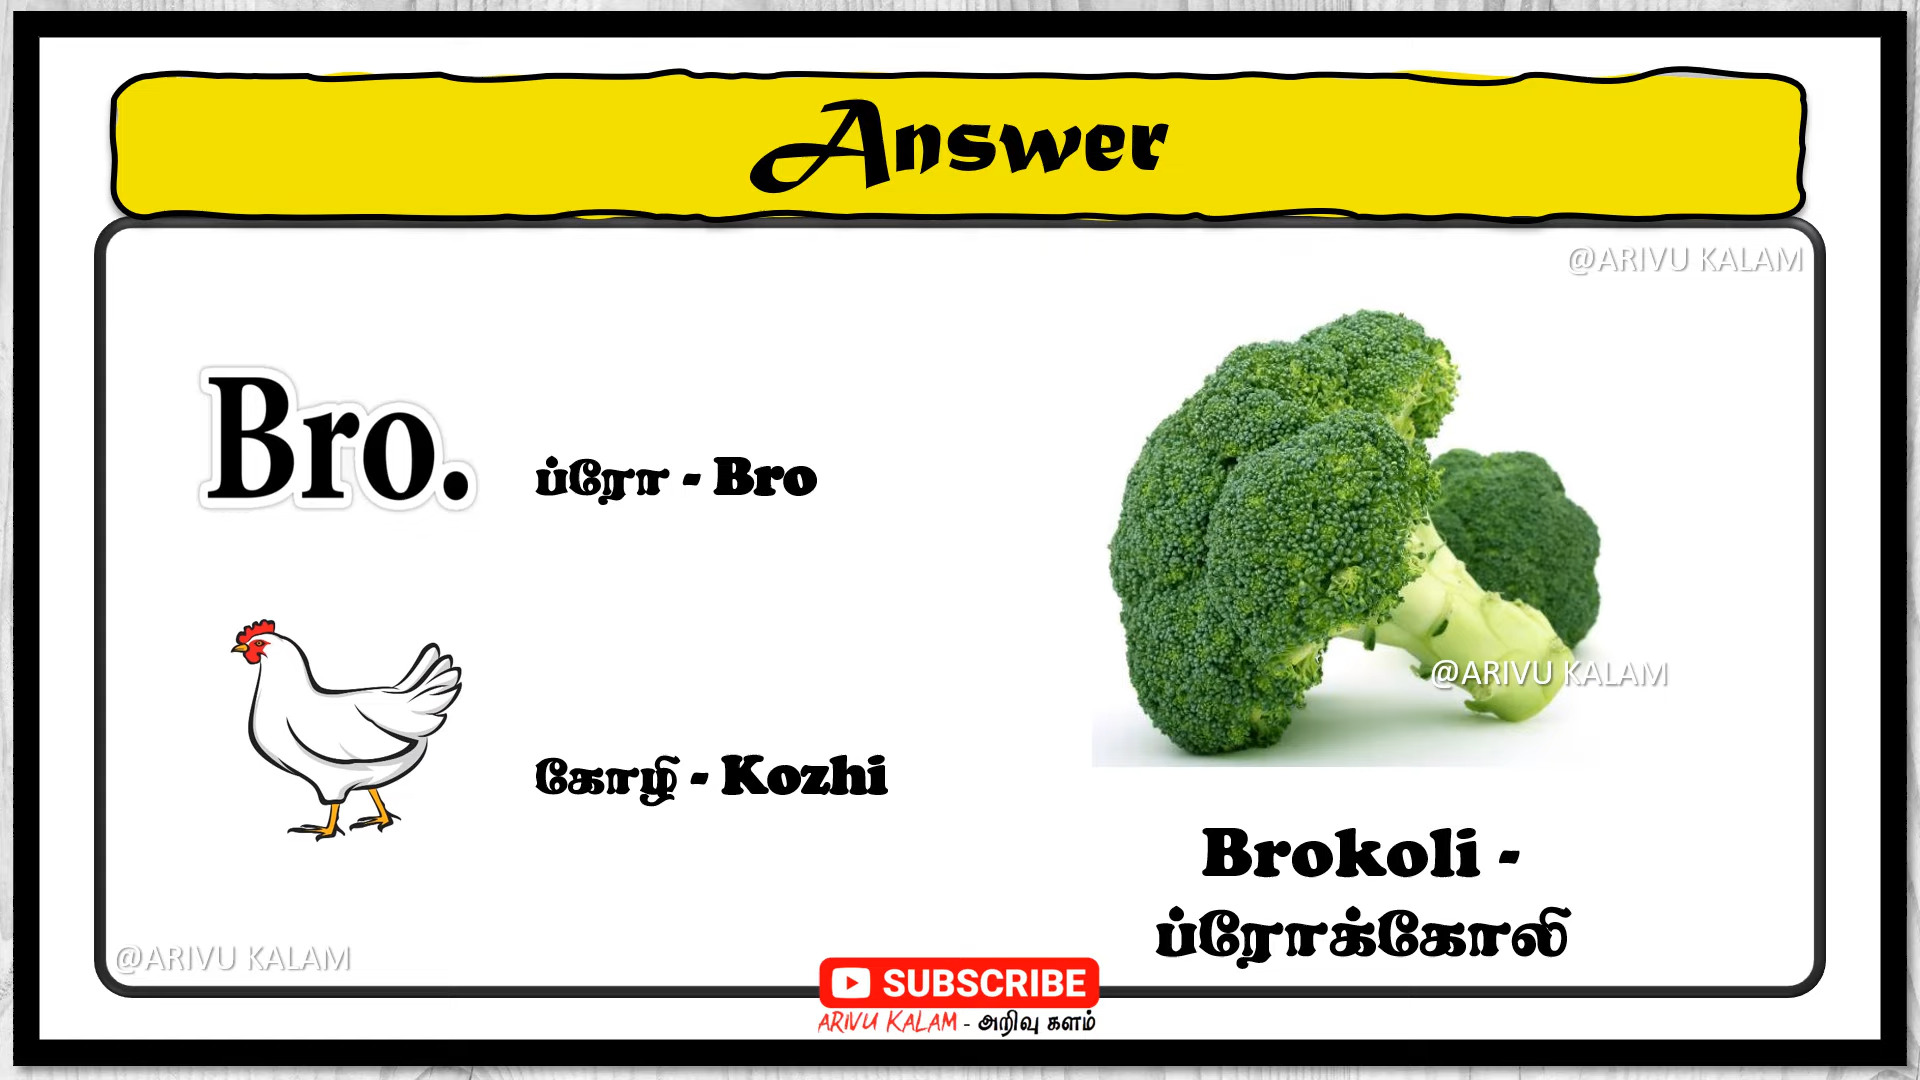 Answer
@ARIVU KALAM
Bro.
ப்ரோ - Bro
@ARIVU KALAM
கோழி - Kozhi
Brokoli -
ப்ரோக்கோலி
@ARIVU KALAM
SUBSCRIBE
ARIVU KALAM - அறிவு களம்